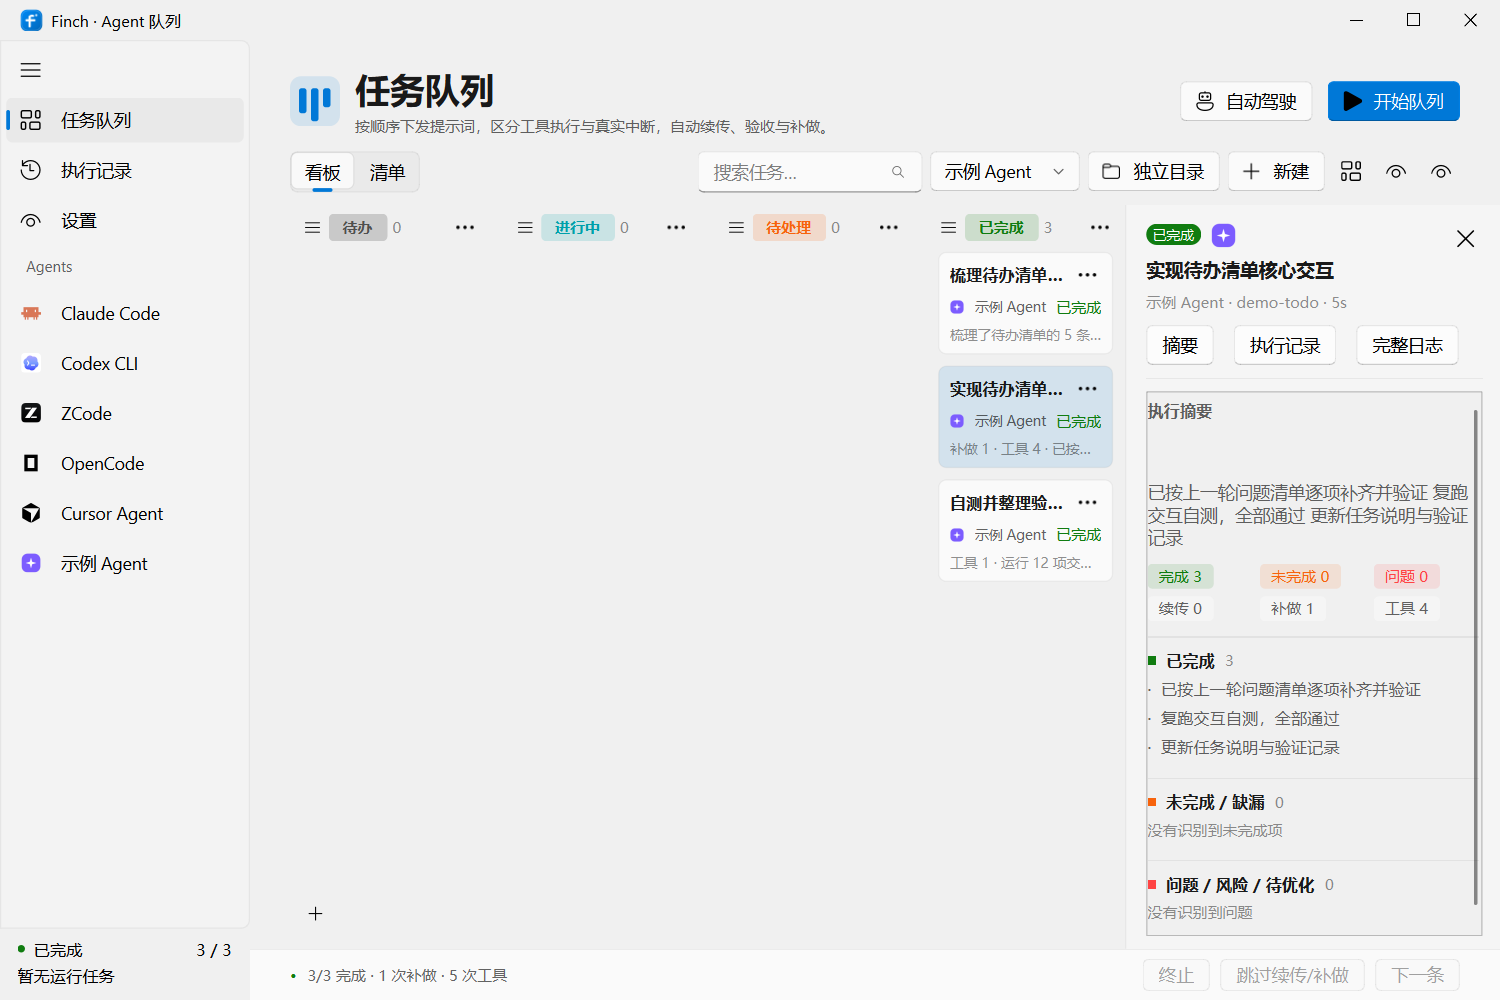 Finch · Agent 队列
任务队列
执行记录
设置
Agents
Claude Code
Codex CLI
ZCode
OpenCode
Cursor Agent
示例 Agent
已完成 3 / 3
暂无运行任务
任务队列
按顺序下发提示词，区分工具执行与真实中断，自动续传、验收与补做。
自动驾驶
开始队列
看板 清单
搜索任务...
示例 Agent
独立目录
新建
待办 0
进行中 0
待处理 0
已完成 3
梳理待办清单...
示例 Agent 已完成
梳理了待办清单的 5 条...
实现待办清单...
示例 Agent 已完成
补做 1 · 工具 4 · 已按...
自测并整理验...
示例 Agent 已完成
工具 1 · 运行 12 项交...
已完成
实现待办清单核心交互
示例 Agent · demo-todo · 5s
摘要 执行记录 完整日志
执行摘要
已按上一轮问题清单逐项补齐并验证 复跑
交互自测，全部通过 更新任务说明与验证
记录
完成 3 未完成 0 问题 0
续传 0 补做 1 工具 4
已完成 3
· 已按上一轮问题清单逐项补齐并验证
· 复跑交互自测，全部通过
· 更新任务说明与验证记录
未完成 / 缺漏 0
没有识别到未完成项
问题 / 风险 / 待优化 0
没有识别到问题
3/3 完成 · 1 次补做 · 5 次工具
终止 跳过续传/补做 下一条